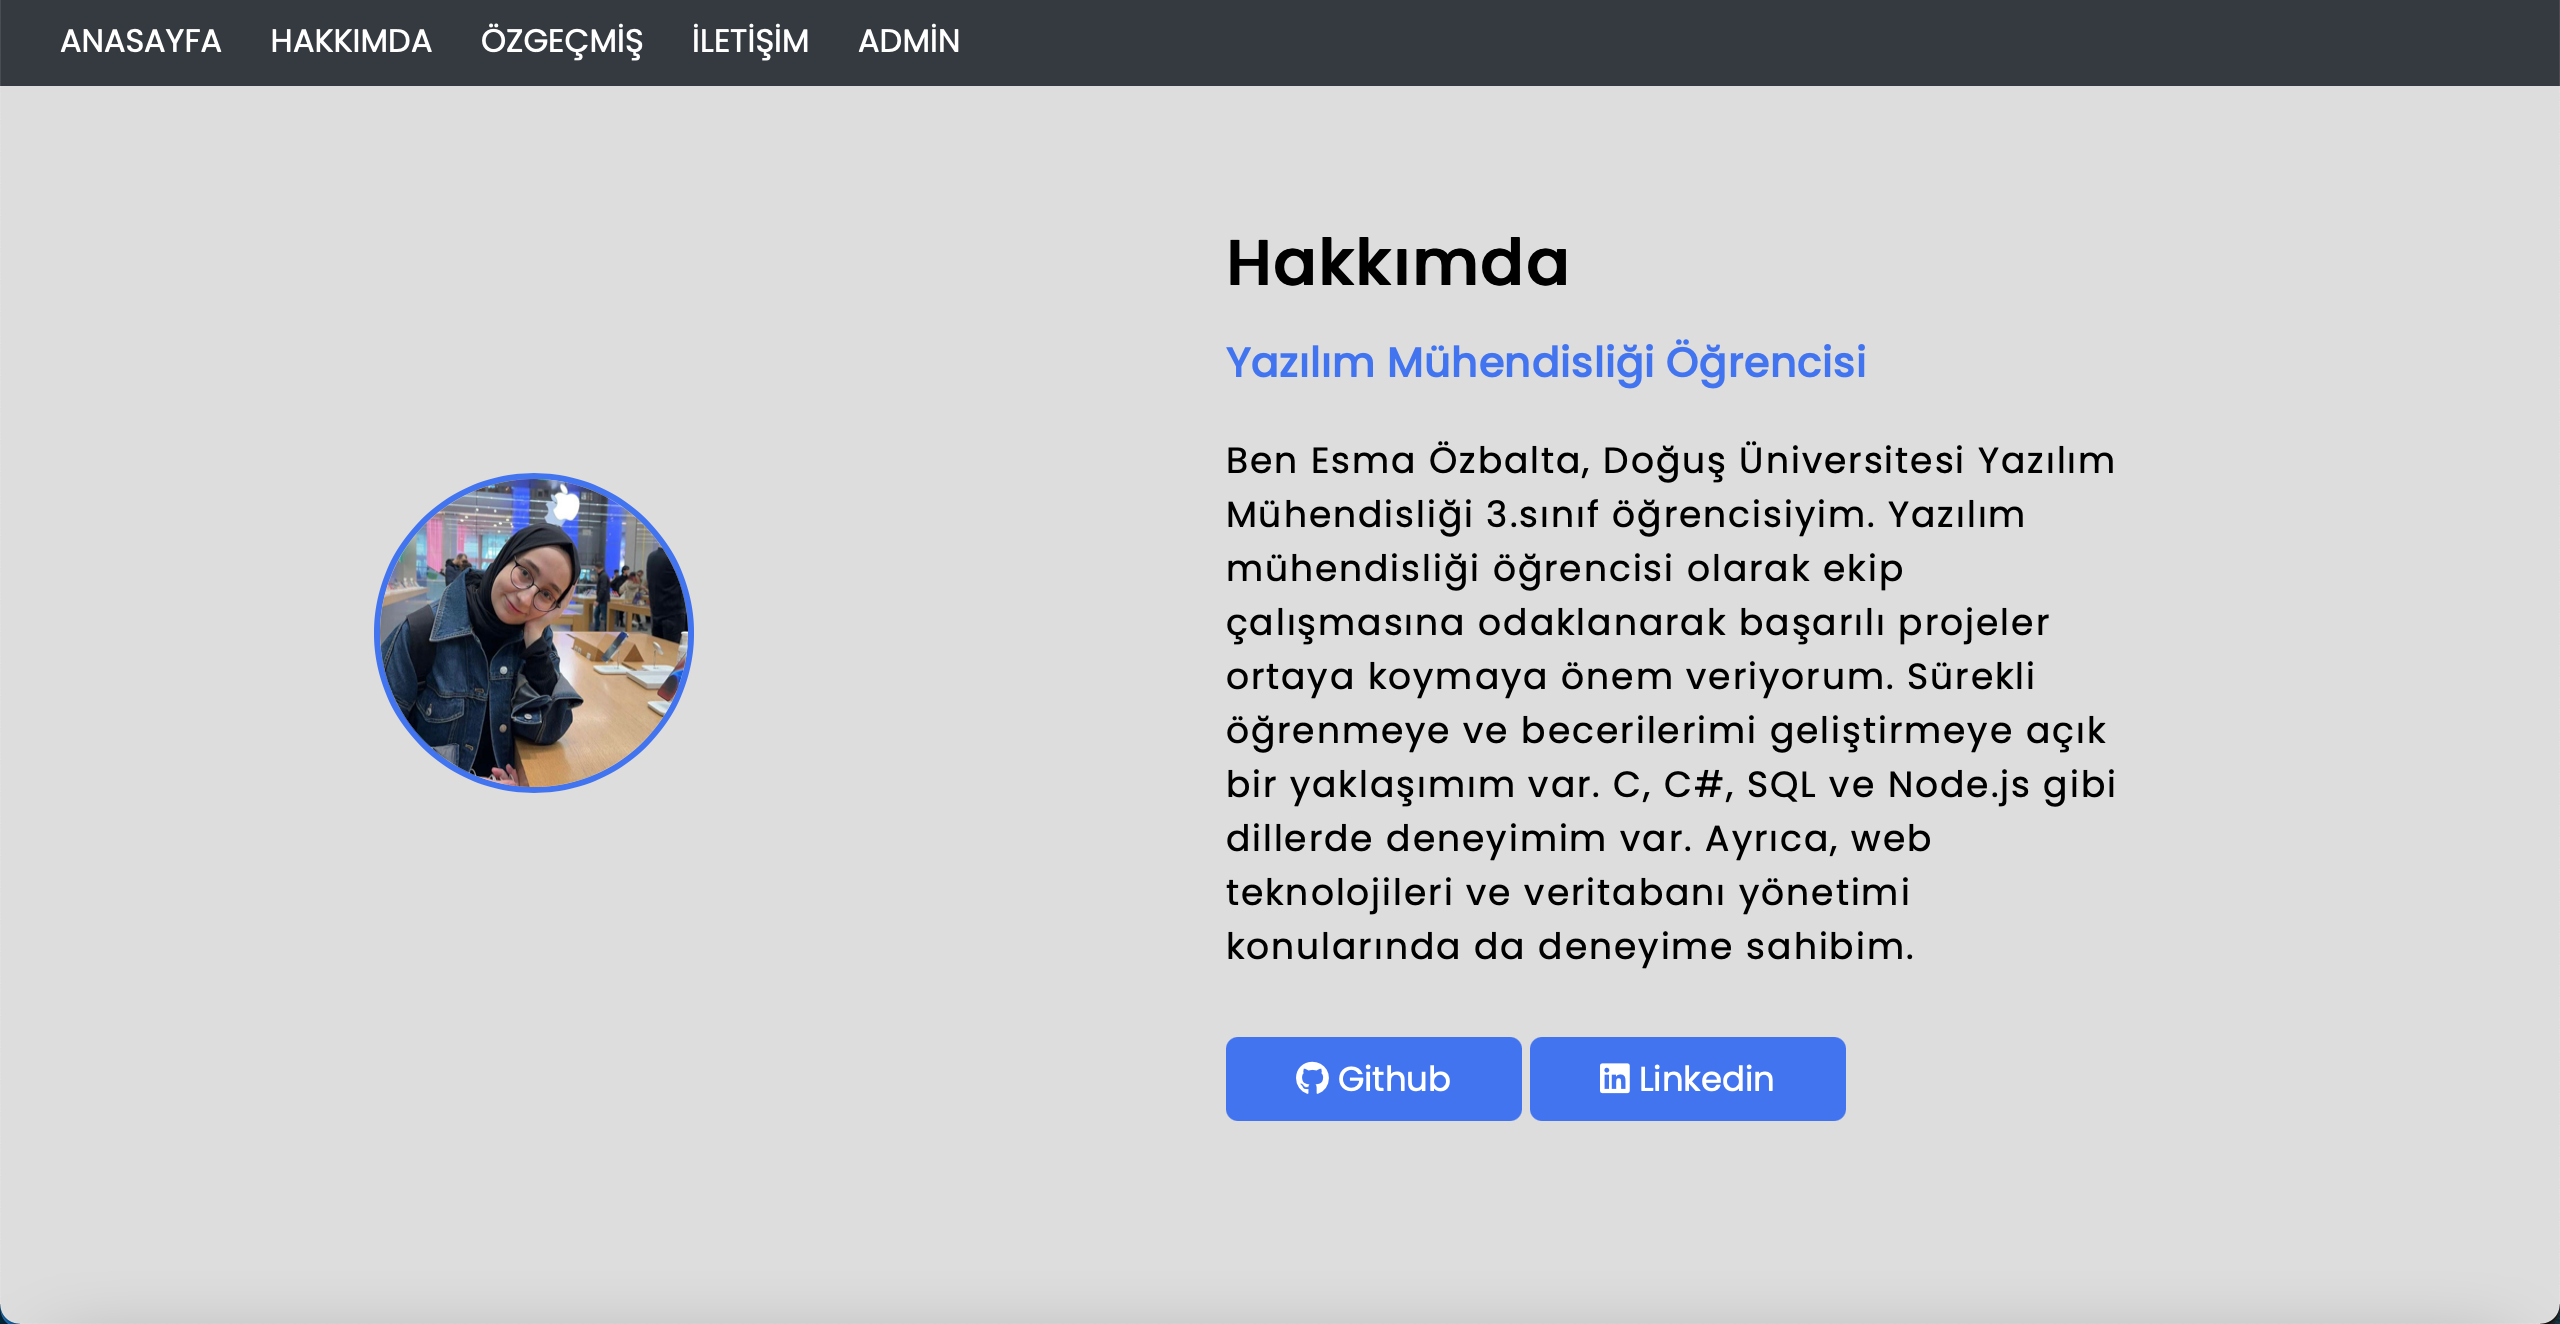 ANASAYFA HAKKIMDA ÖZGEÇMİŞ İLETİŞİM ADMİN
Hakkımda
Yazılım Mühendisliği Öğrencisi
Ben Esma Özbalta, Doğuş Üniversitesi Yazılım
Mühendisliği 3.sınıf öğrencisiyim. Yazılım
mühendisliği öğrencisi olarak ekip
çalışmasına odaklanarak başarılı projeler
ortaya koymaya önem veriyorum. Sürekli
öğrenmeye ve becerilerimi geliştirmeye açık
bir yaklaşımım var. C, C#, SQL ve Node.js gibi
dillerde deneyimim var. Ayrıca, web
teknolojileri ve veritabanı yönetimi
konularında da deneyime sahibim.
Github Linkedin